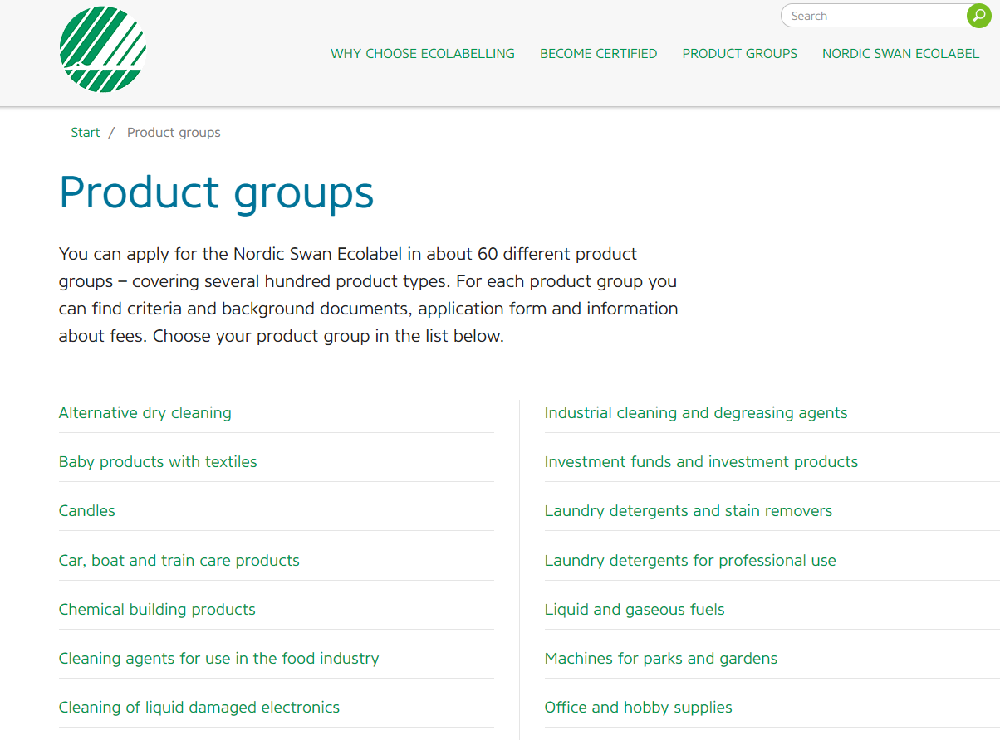 Search
WHY CHOOSE ECOLABELLING
BECOME CERTIFIED
PRODUCT GROUPS
NORDIC SWAN ECOLABEL
Start / Product groups
Product groups
You can apply for the Nordic Swan Ecolabel in about 60 different product
groups – covering several hundred product types. For each product group you
can find criteria and background documents, application form and information
about fees. Choose your product group in the list below.
Alternative dry cleaning
Baby products with textiles
Candles
Car, boat and train care products
Chemical building products
Cleaning agents for use in the food industry
Cleaning of liquid damaged electronics
Industrial cleaning and degreasing agents
Investment funds and investment products
Laundry detergents and stain removers
Laundry detergents for professional use
Liquid and gaseous fuels
Machines for parks and gardens
Office and hobby supplies